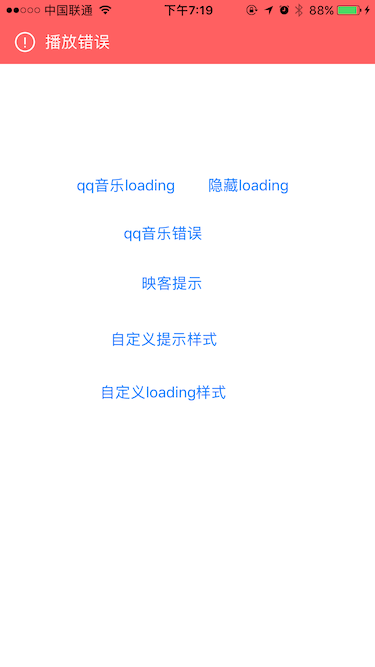 中国联通 下午7:19 88%
播放错误
qq音乐loading 隐藏loading
qq音乐错误
映客提示
自定义提示样式
自定义loading样式